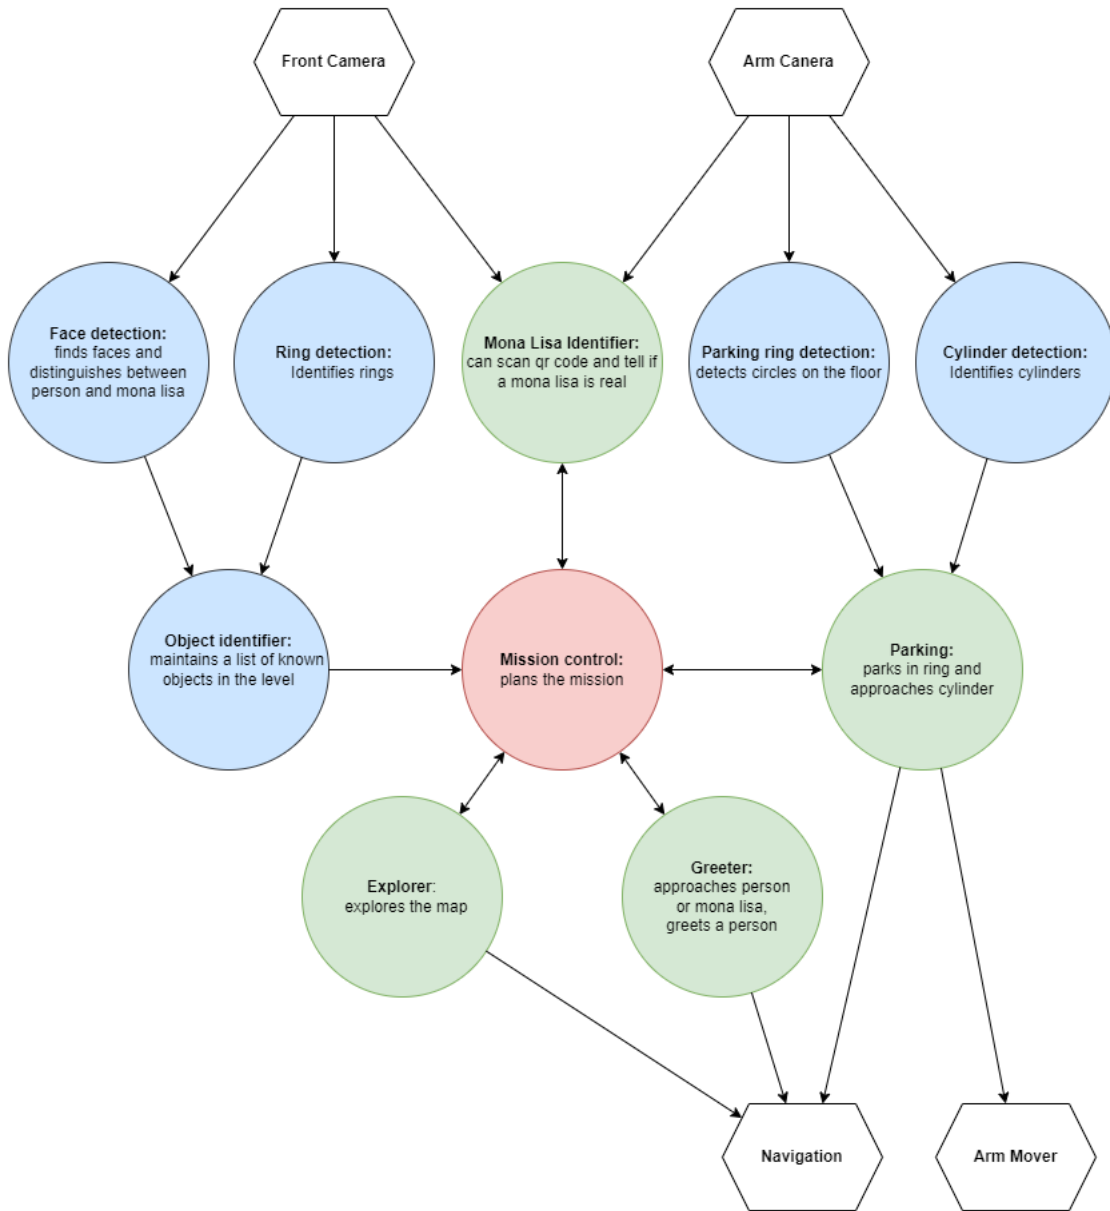 Front Camera
Arm Canera
Face detection:
finds faces and
distinguishes between
person and mona lisa
Ring detection:
Identifies rings
Mona Lisa Identifier:
can scan qr code and tell if
a mona lisa is real
Parking ring detection:
detects circles on the floor
Cylinder detection:
Identifies cylinders
Object identifier:
maintains a list of known
objects in the level
Mission control:
plans the mission
Parking:
parks in ring and
approaches cylinder
Explorer:
explores the map
Greeter:
approaches person
or mona lisa,
greets a person
Navigation
Arm Mover